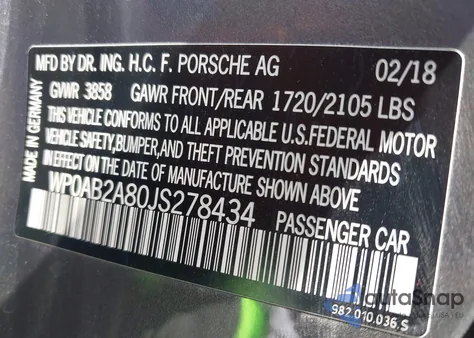 MFD BY DR. ING. H.C. F. PORSCHE AG 02/18
GVWR 3858 GAWR FRONT/REAR 1720/2105 LBS
THIS VEHICLE CONFORMS TO ALL APPLICABLE U.S. FEDERAL MOTOR
VEHICLE SAFETY, BUMPER, AND THEFT PREVENTION STANDARDS
IN EFFECT ON THE DATE OF MANUFACTURE SHOWN ABOVE
WP0AB2A80JS278434 PASSENGER CAR
MADE IN GERMANY
982.010.036.S
autoSnap